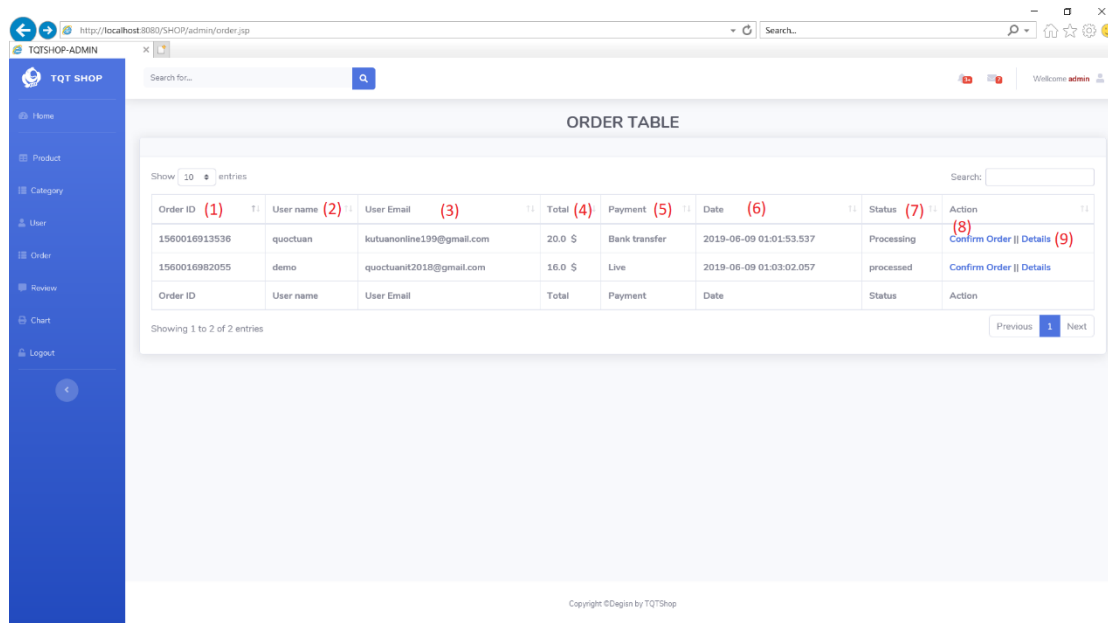 http://localhost:8080/SHOP/admin/order.jsp Search...
TQTSHOP-ADMIN
TQT SHOP Search for... 3+ 7 Wellcome admin
Home
ORDER TABLE
Product
Show 10 entries Search:
Category
Order ID (1) User name (2) User Email (3) Total (4) Payment (5) Date (6) Status (7) Action
User
(8)
1560016913536 quoctuan kutuanonline199@gmail.com 20.0 $ Bank transfer 2019-06-09 01:01:53.537 Processing Confirm Order || Details (9)
Order
1560016982055 demo quoctuanit2018@gmail.com 16.0 $ Live 2019-06-09 01:03:02.057 processed Confirm Order || Details
Review
Order ID User name User Email Total Payment Date Status Action
Chart
Showing 1 to 2 of 2 entries Previous 1 Next
Logout
Copyright ©Degisn by TQTShop